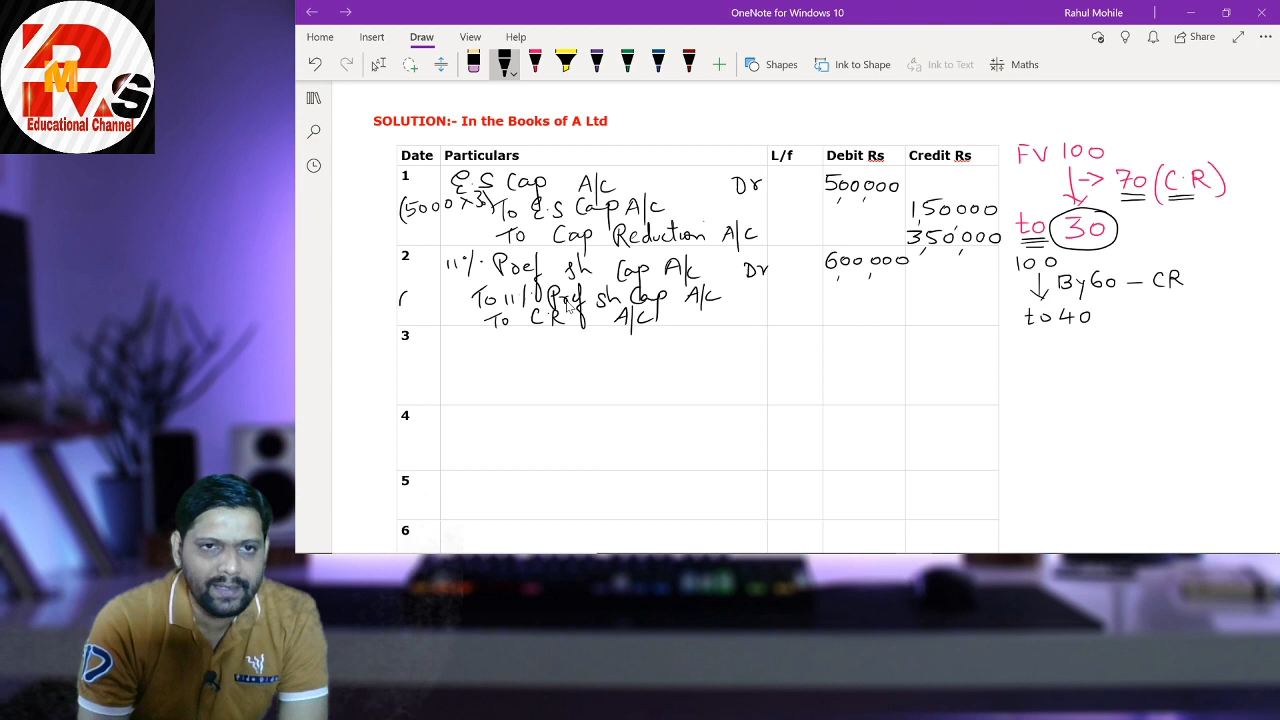 R
M
S
Educational Channel
OneNote for Windows 10
Rahul Mohile
Home Insert Draw View Help
Share
Shapes Ink to Shape Ink to Text Maths
SOLUTION:- In the Books of A Ltd
Date Particulars L/f Debit Rs Credit Rs
1 E.S Cap A/c Dr 500000
(5000 x 3) To E.S Cap A/c 150000
To Cap Reduction A/c 350000
2 11% Pref sh Cap A/c Dr 600000
( To 11% Pref sh Cap A/c
To C.R A/c
3
4
5
6
FV 100
-> 70 (C.R)
to 30
100
By 60 - CR
to 40